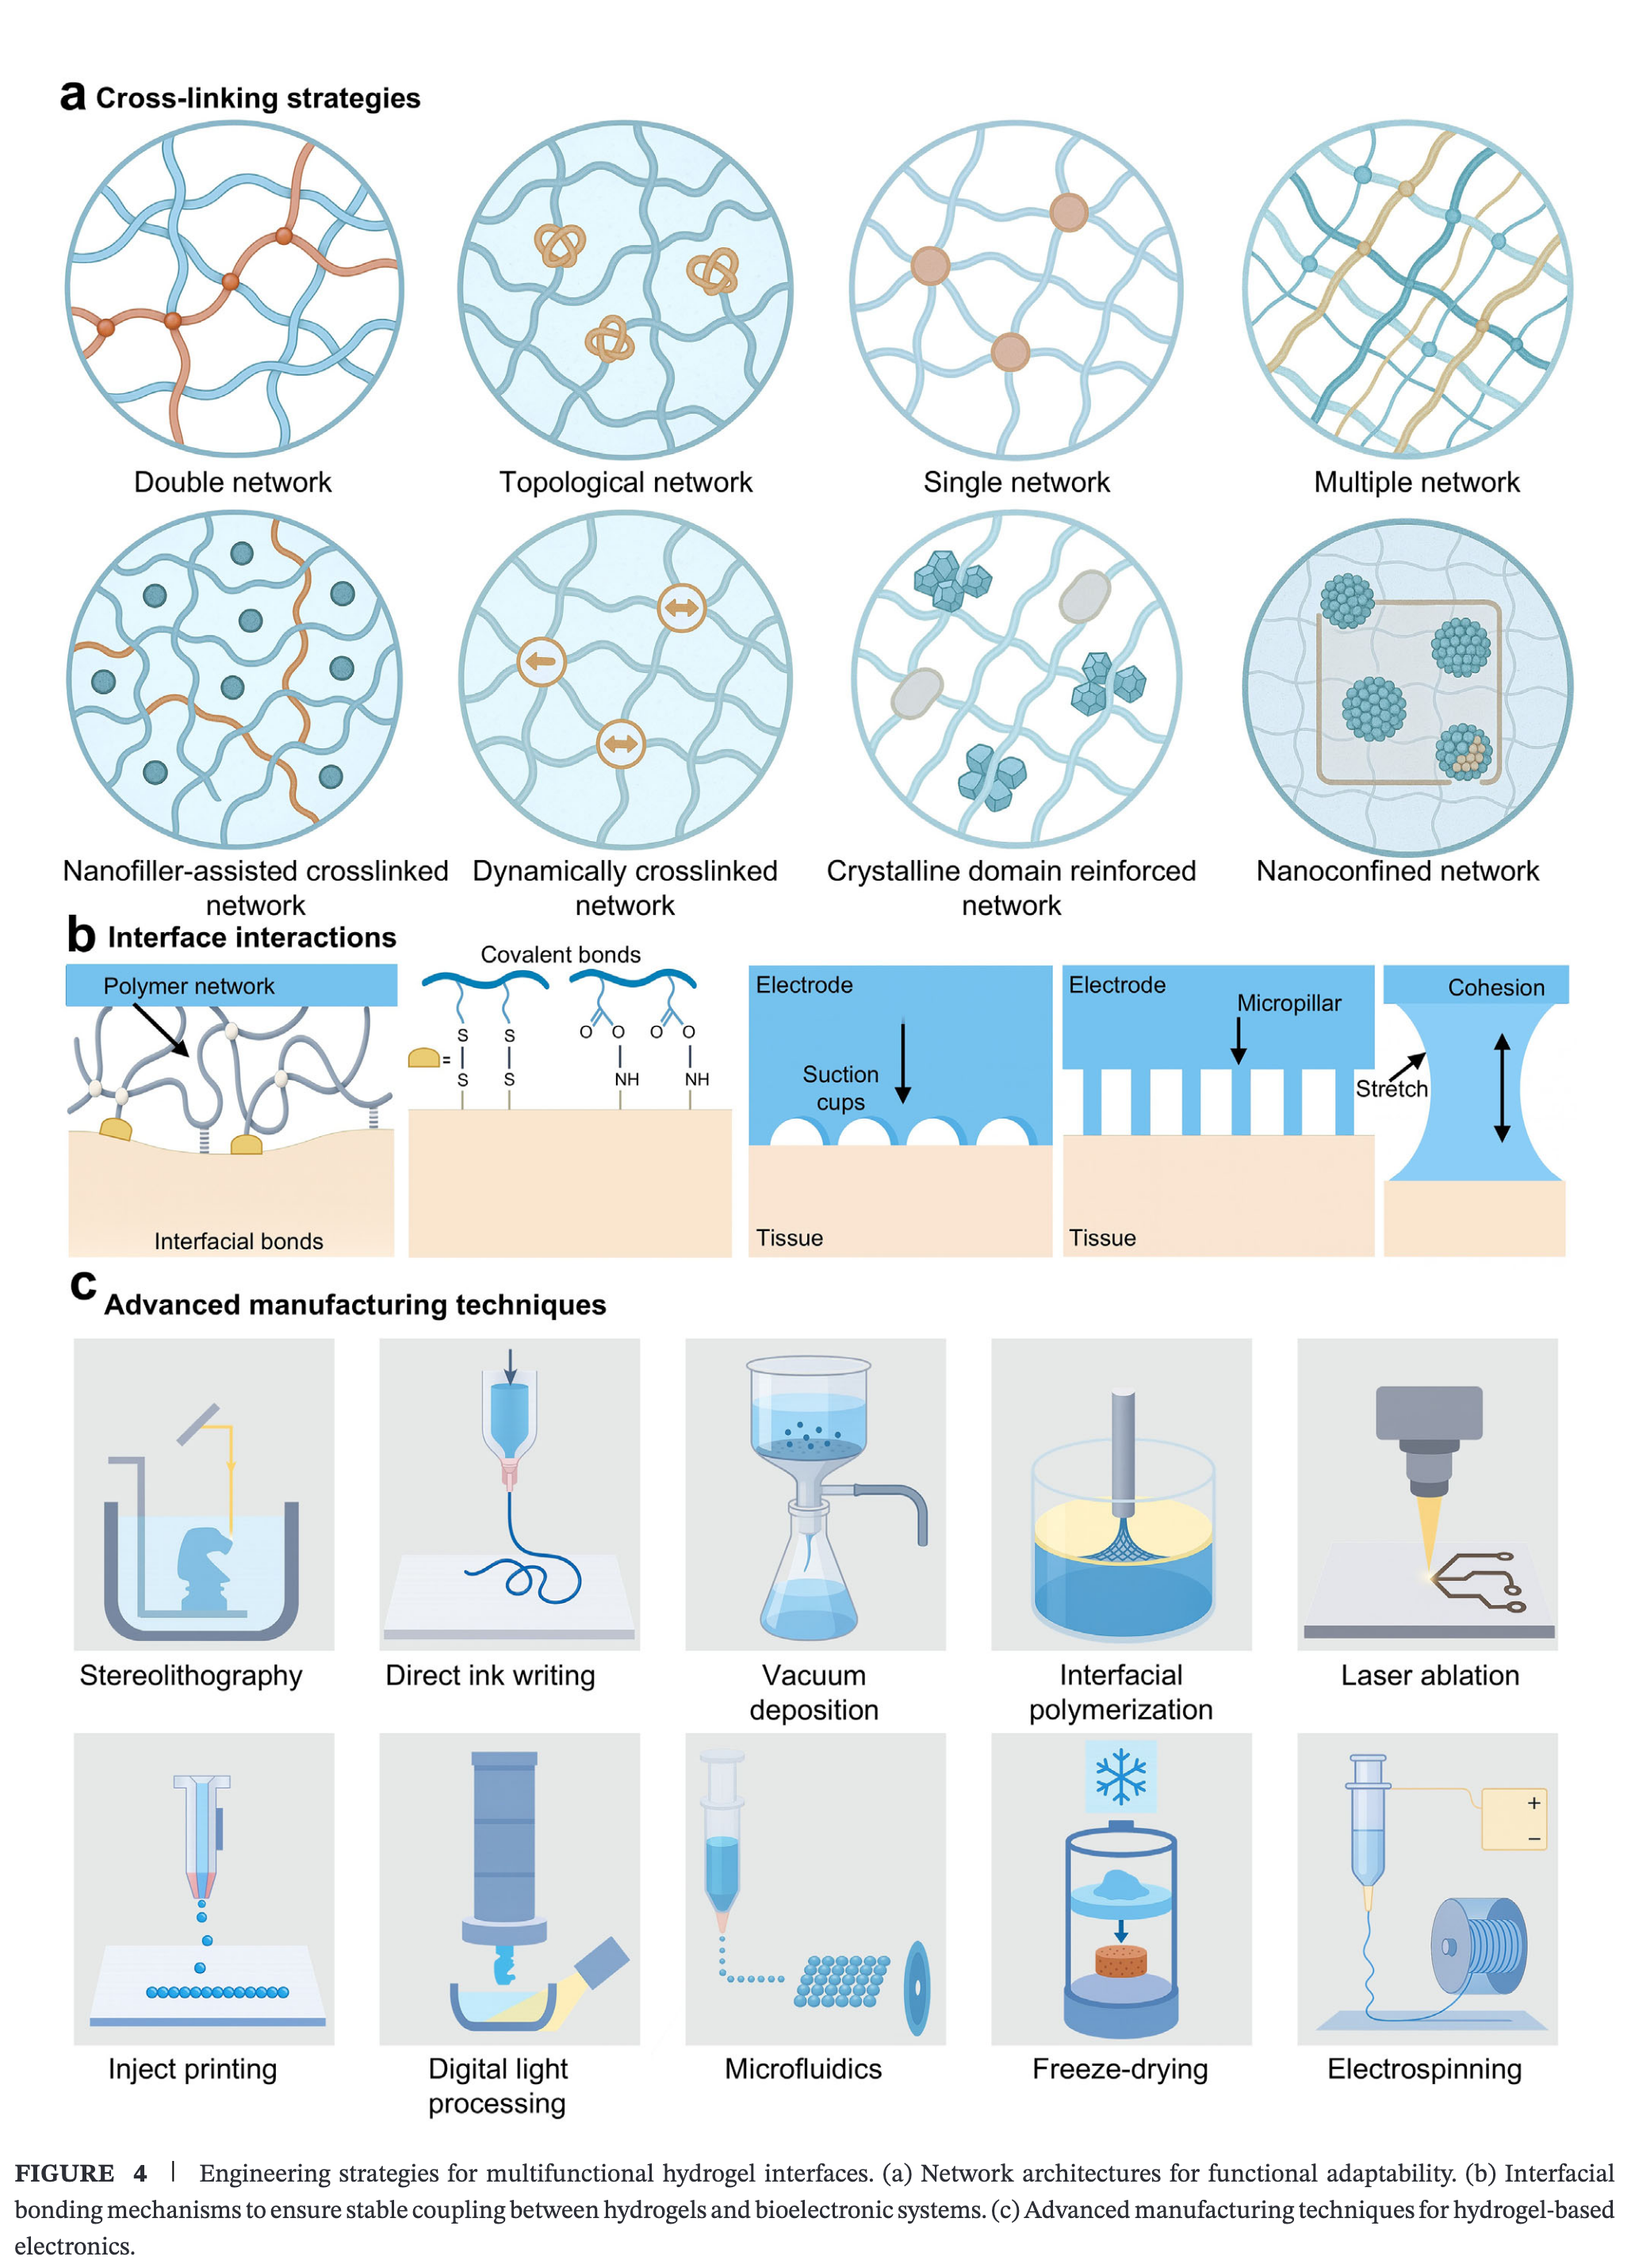 a Cross-linking strategies
Double network
Topological network
Single network
Multiple network
Nanofiller-assisted crosslinked
network
Dynamically crosslinked
network
Crystalline domain reinforced
network
Nanoconfined network
b Interface interactions
Polymer network
Interfacial bonds
Covalent bonds
S S O O O O
=
S S NH NH
Electrode
Suction
cups
Tissue
Electrode
Micropillar
Tissue
Cohesion
Stretch
c Advanced manufacturing techniques
Stereolithography
Direct ink writing
Vacuum
deposition
Interfacial
polymerization
Laser ablation
+
−
Inject printing
Digital light
processing
Microfluidics
Freeze-drying
Electrospinning
FIGURE 4 | Engineering strategies for multifunctional hydrogel interfaces. (a) Network architectures for functional adaptability. (b) Interfacial
bonding mechanisms to ensure stable coupling between hydrogels and bioelectronic systems. (c) Advanced manufacturing techniques for hydrogel-based
electronics.